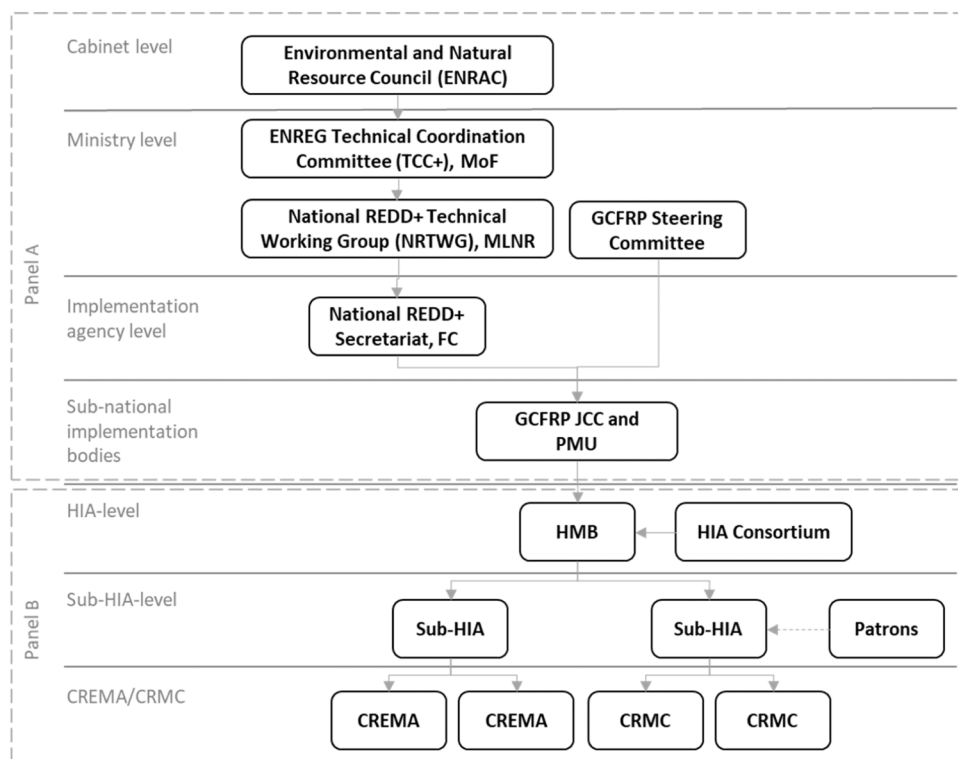 Panel A
Cabinet level
Environmental and Natural
Resource Council (ENRAC)
Ministry level
ENREG Technical Coordination
Committee (TCC+), MoF
National REDD+ Technical
Working Group (NRTWG), MLNR
GCFRP Steering
Committee
Implementation
agency level
National REDD+
Secretariat, FC
Sub-national
implementation
bodies
GCFRP JCC and
PMU
Panel B
HIA-level
HMB
HIA Consortium
Sub-HIA-level
Sub-HIA
Sub-HIA
Patrons
CREMA/CRMC
CREMA
CREMA
CRMC
CRMC